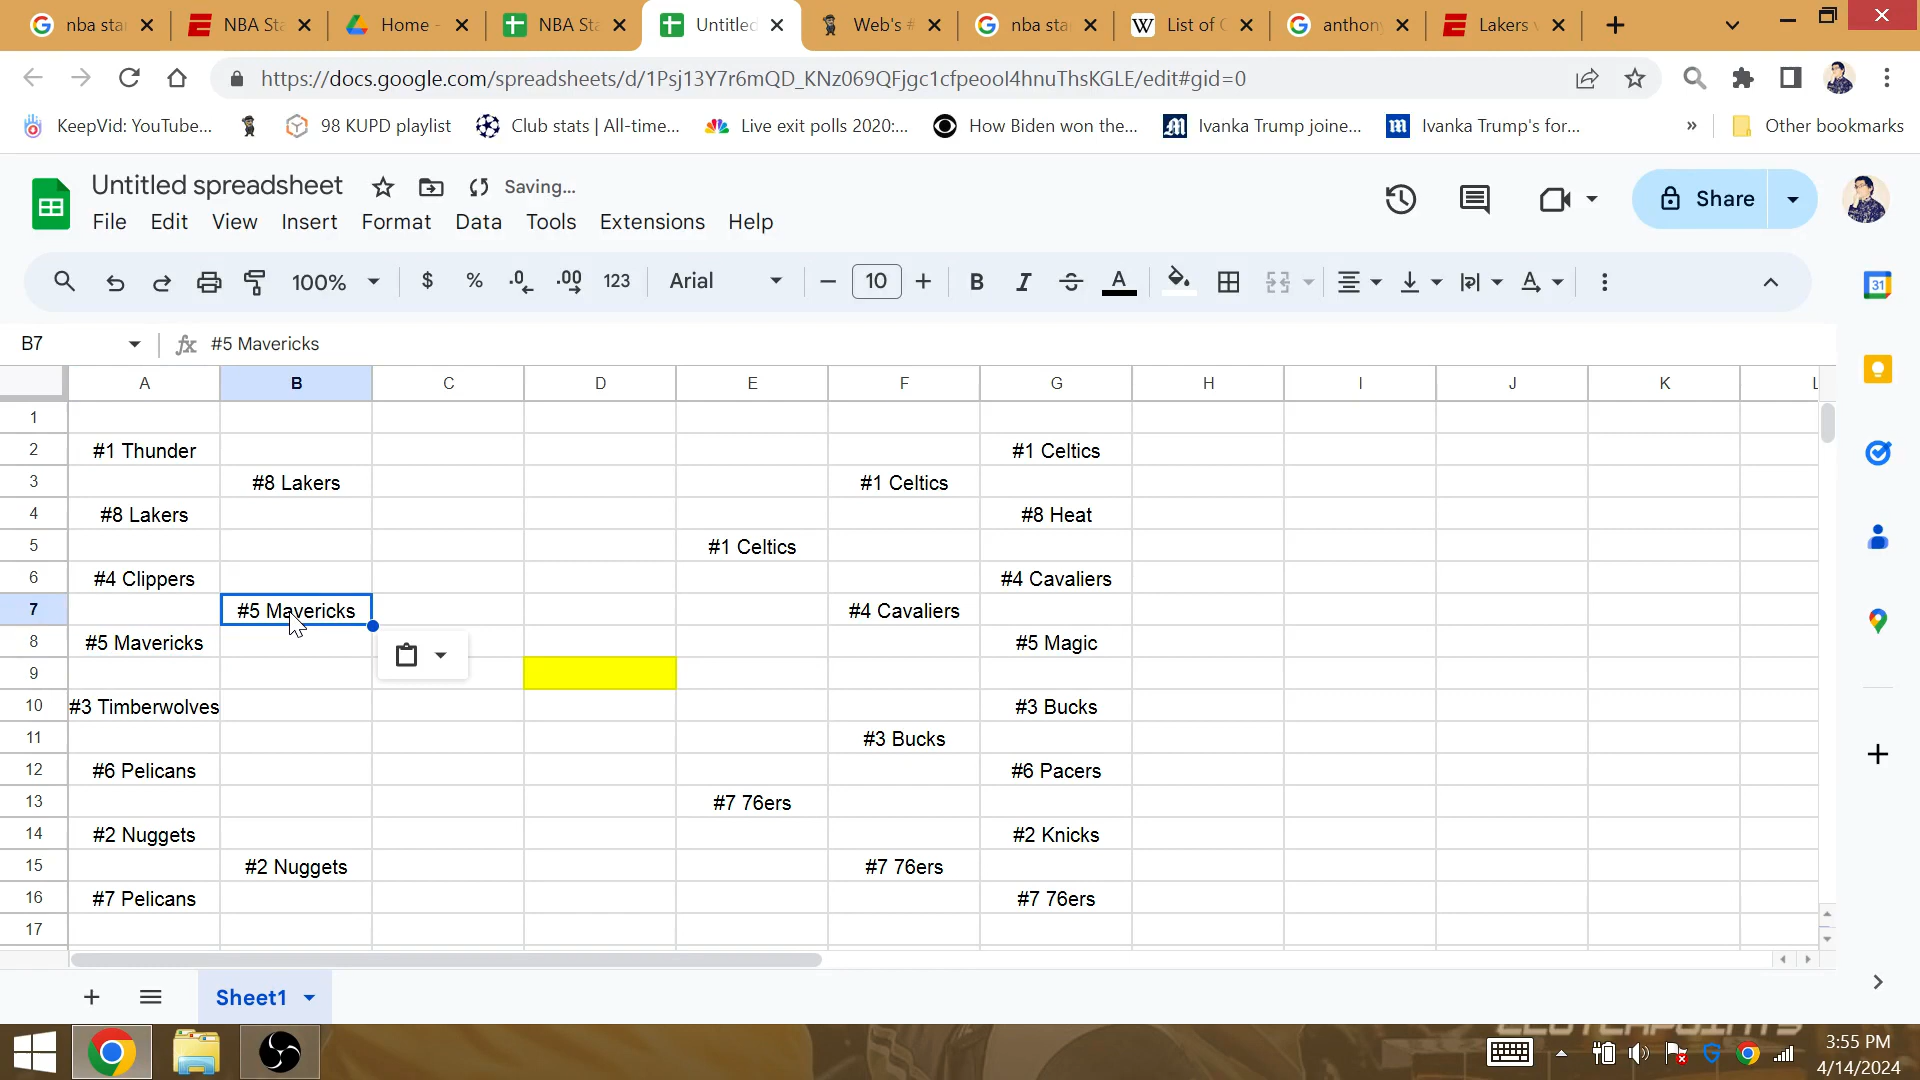 nba sta
NBA Sta
Home -
NBA Sta
Untitled
Web's #
nba sta
List of
anthony
Lakers v
https://docs.google.com/spreadsheets/d/1Psj13Y7r6mQD_KNz069QFjgc1cfpeooI4hnuThsKGLE/edit#gid=0
KeepVid: YouTube...
98 KUPD playlist
Club stats | All-time...
Live exit polls 2020:...
How Biden won the...
Ivanka Trump joine...
Ivanka Trump's for...
»
Other bookmarks
Untitled spreadsheet
Saving...
File Edit View Insert Format Data Tools Extensions Help
Share
100% $ % .0 .00 123 Arial − 10 + B I S A
B7 fx #5 Mavericks
A B C D E F G H I J K L
1
2 #1 Thunder #1 Celtics
3 #8 Lakers #1 Celtics
4 #8 Lakers #8 Heat
5 #1 Celtics
6 #4 Clippers #4 Cavaliers
7 #5 Mavericks #4 Cavaliers
8 #5 Mavericks #5 Magic
9
10 #3 Timberwolves #3 Bucks
11 #3 Bucks
12 #6 Pelicans #6 Pacers
13 #7 76ers
14 #2 Nuggets #2 Knicks
15 #2 Nuggets #7 76ers
16 #7 Pelicans #7 76ers
17
Sheet1
31
3:55 PM
4/14/2024